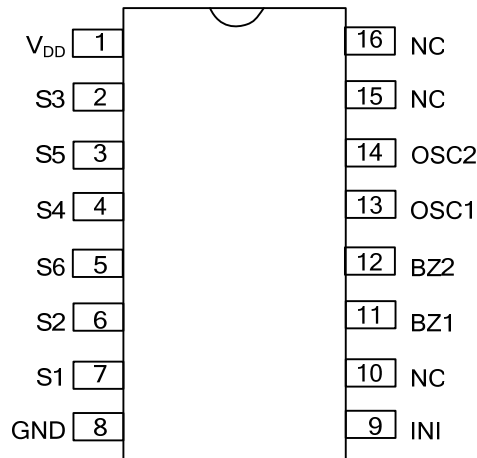 VDD 1 16 NC
S3 2 15 NC
S5 3 14 OSC2
S4 4 13 OSC1
S6 5 12 BZ2
S2 6 11 BZ1
S1 7 10 NC
GND 8 9 INI